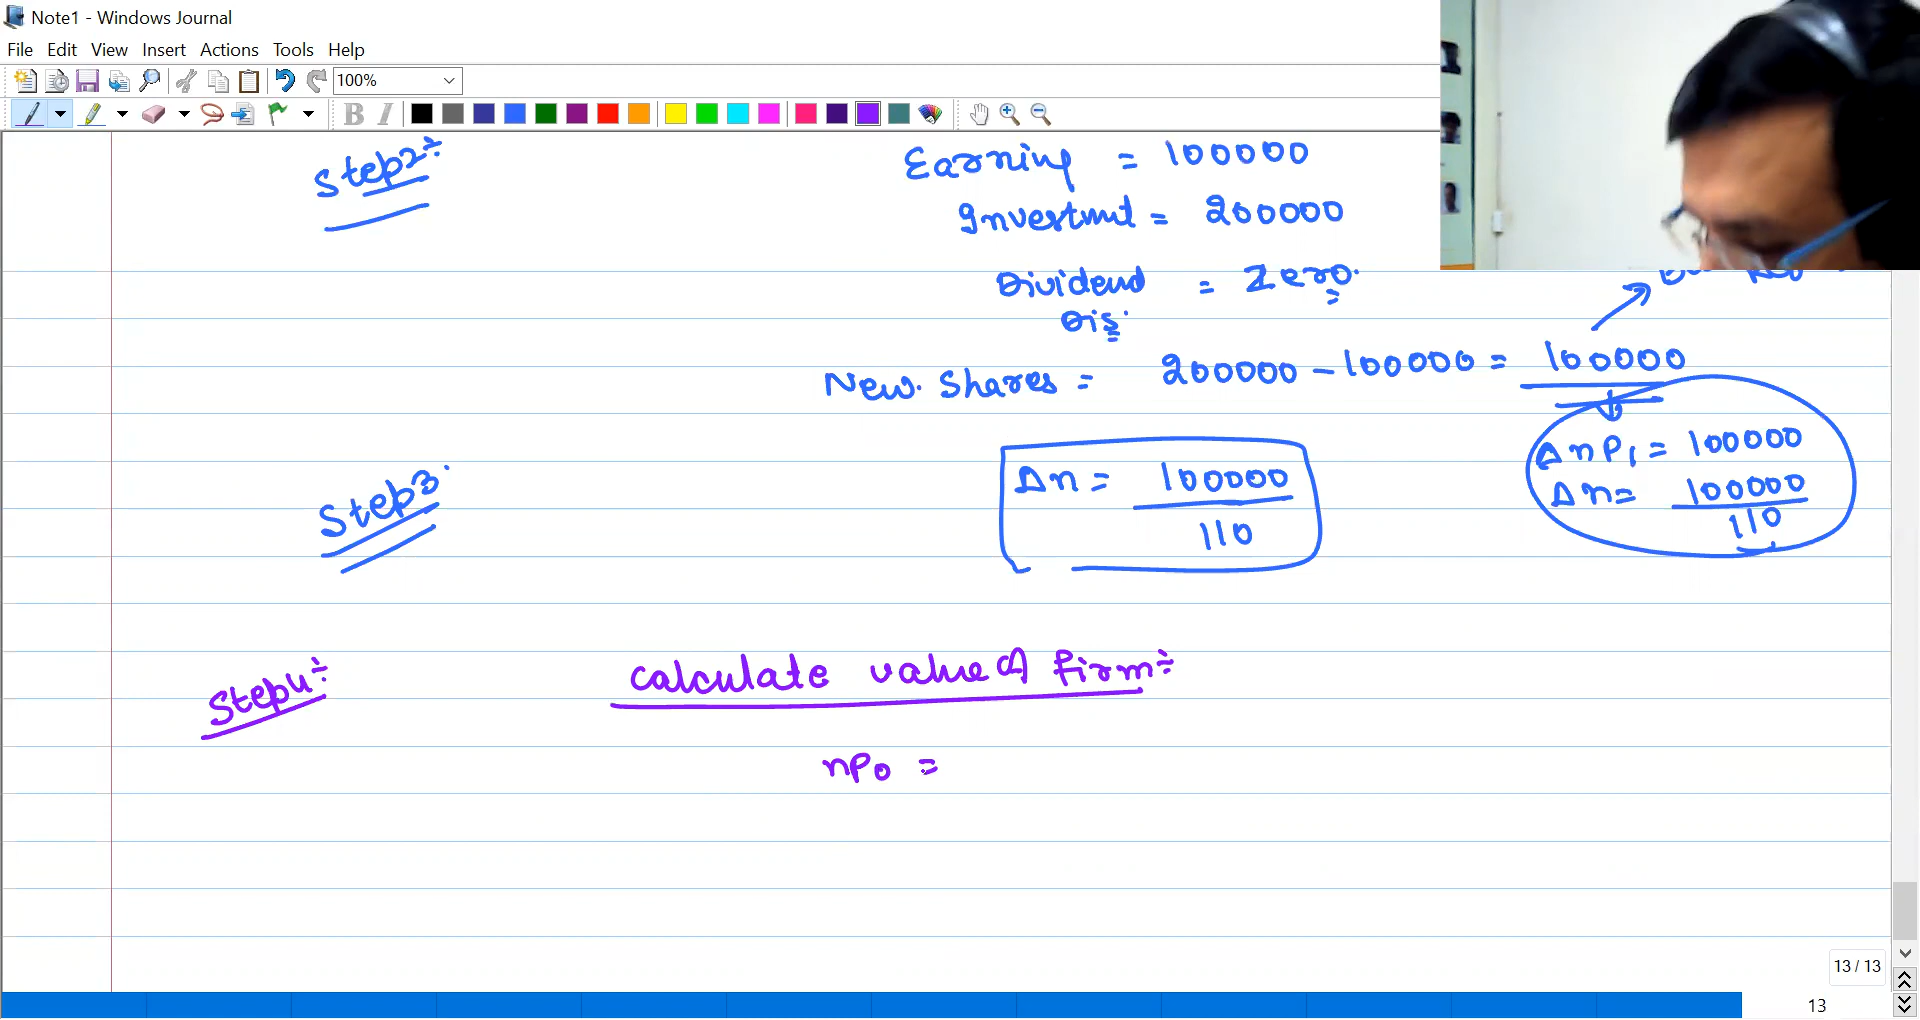 Note1 - Windows Journal
File Edit View Insert Actions Tools Help
100%
B I
Step2÷
Earning = 100000
Investmt = 200000
Dividend = Zero.
Dis.
New. Shares = 200000 - 100000 = 100000
ΔnP1 = 100000
Δn = 100000
110
Step3.
Δn = 100000
110
Step4÷
Calculate value of firm÷
nP0 =
13 / 13
13